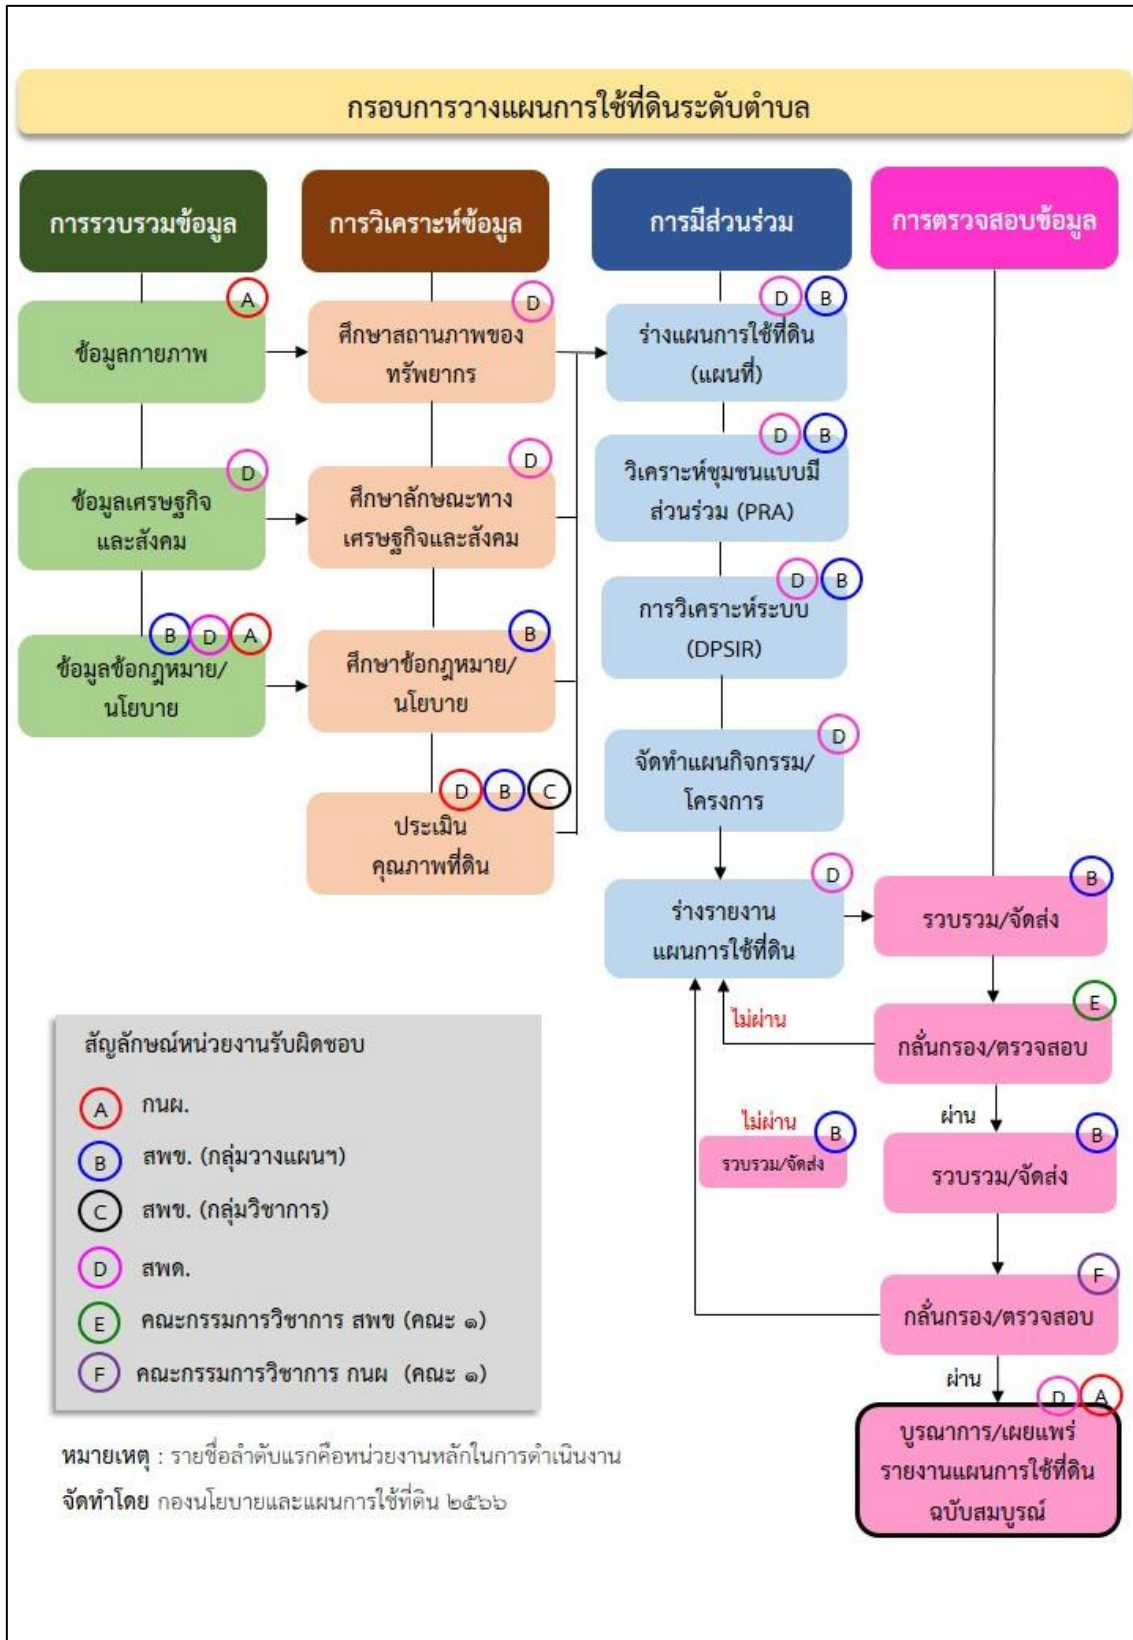 กรอบการวางแผนการใช้ที่ดินระดับตำบล
การรวบรวมข้อมูล
A
ข้อมูลกายภาพ
D
ข้อมูลเศรษฐกิจ
และสังคม
B D A
ข้อมูลข้อกฎหมาย/
นโยบาย
การวิเคราะห์ข้อมูล
D
ศึกษาสถานภาพของ
ทรัพยากร
D
ศึกษาลักษณะทาง
เศรษฐกิจและสังคม
B
ศึกษาข้อกฎหมาย/
นโยบาย
D B C
ประเมิน
คุณภาพที่ดิน
การมีส่วนร่วม
D B
ร่างแผนการใช้ที่ดิน
(แผนที่)
D B
วิเคราะห์ชุมชนแบบมี
ส่วนร่วม (PRA)
D B
การวิเคราะห์ระบบ
(DPSIR)
D
จัดทำแผนกิจกรรม/
โครงการ
D
ร่างรายงาน
แผนการใช้ที่ดิน
การตรวจสอบข้อมูล
B
รวบรวม/จัดส่ง
E
กลั่นกรอง/ตรวจสอบ
ไม่ผ่าน
ผ่าน
B
รวบรวม/จัดส่ง
ไม่ผ่าน
B
รวบรวม/จัดส่ง
F
กลั่นกรอง/ตรวจสอบ
ผ่าน
D A
บูรณาการ/เผยแพร่
รายงานแผนการใช้ที่ดิน
ฉบับสมบูรณ์
สัญลักษณ์หน่วยงานรับผิดชอบ
A กนผ.
B สพข. (กลุ่มวางแผนฯ)
C สพข. (กลุ่มวิชาการ)
D สพด.
E คณะกรรมการวิชาการ สพข (คณะ ๑)
F คณะกรรมการวิชาการ กนผ (คณะ ๑)
หมายเหตุ : รายชื่อลำดับแรกคือหน่วยงานหลักในการดำเนินงาน
จัดทำโดย กองนโยบายและแผนการใช้ที่ดิน ๒๕๖๖